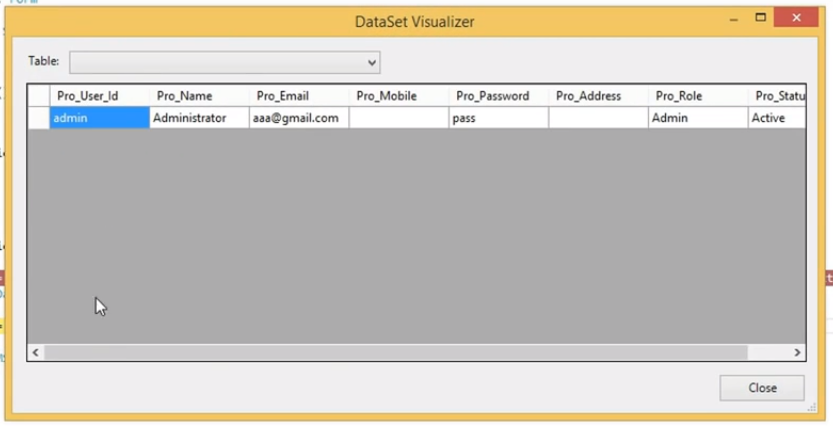 DataSet Visualizer
Table:
Pro_User_Id Pro_Name Pro_Email Pro_Mobile Pro_Password Pro_Address Pro_Role Pro_Statu
admin Administrator aaa@gmail.com pass Admin Active
Close